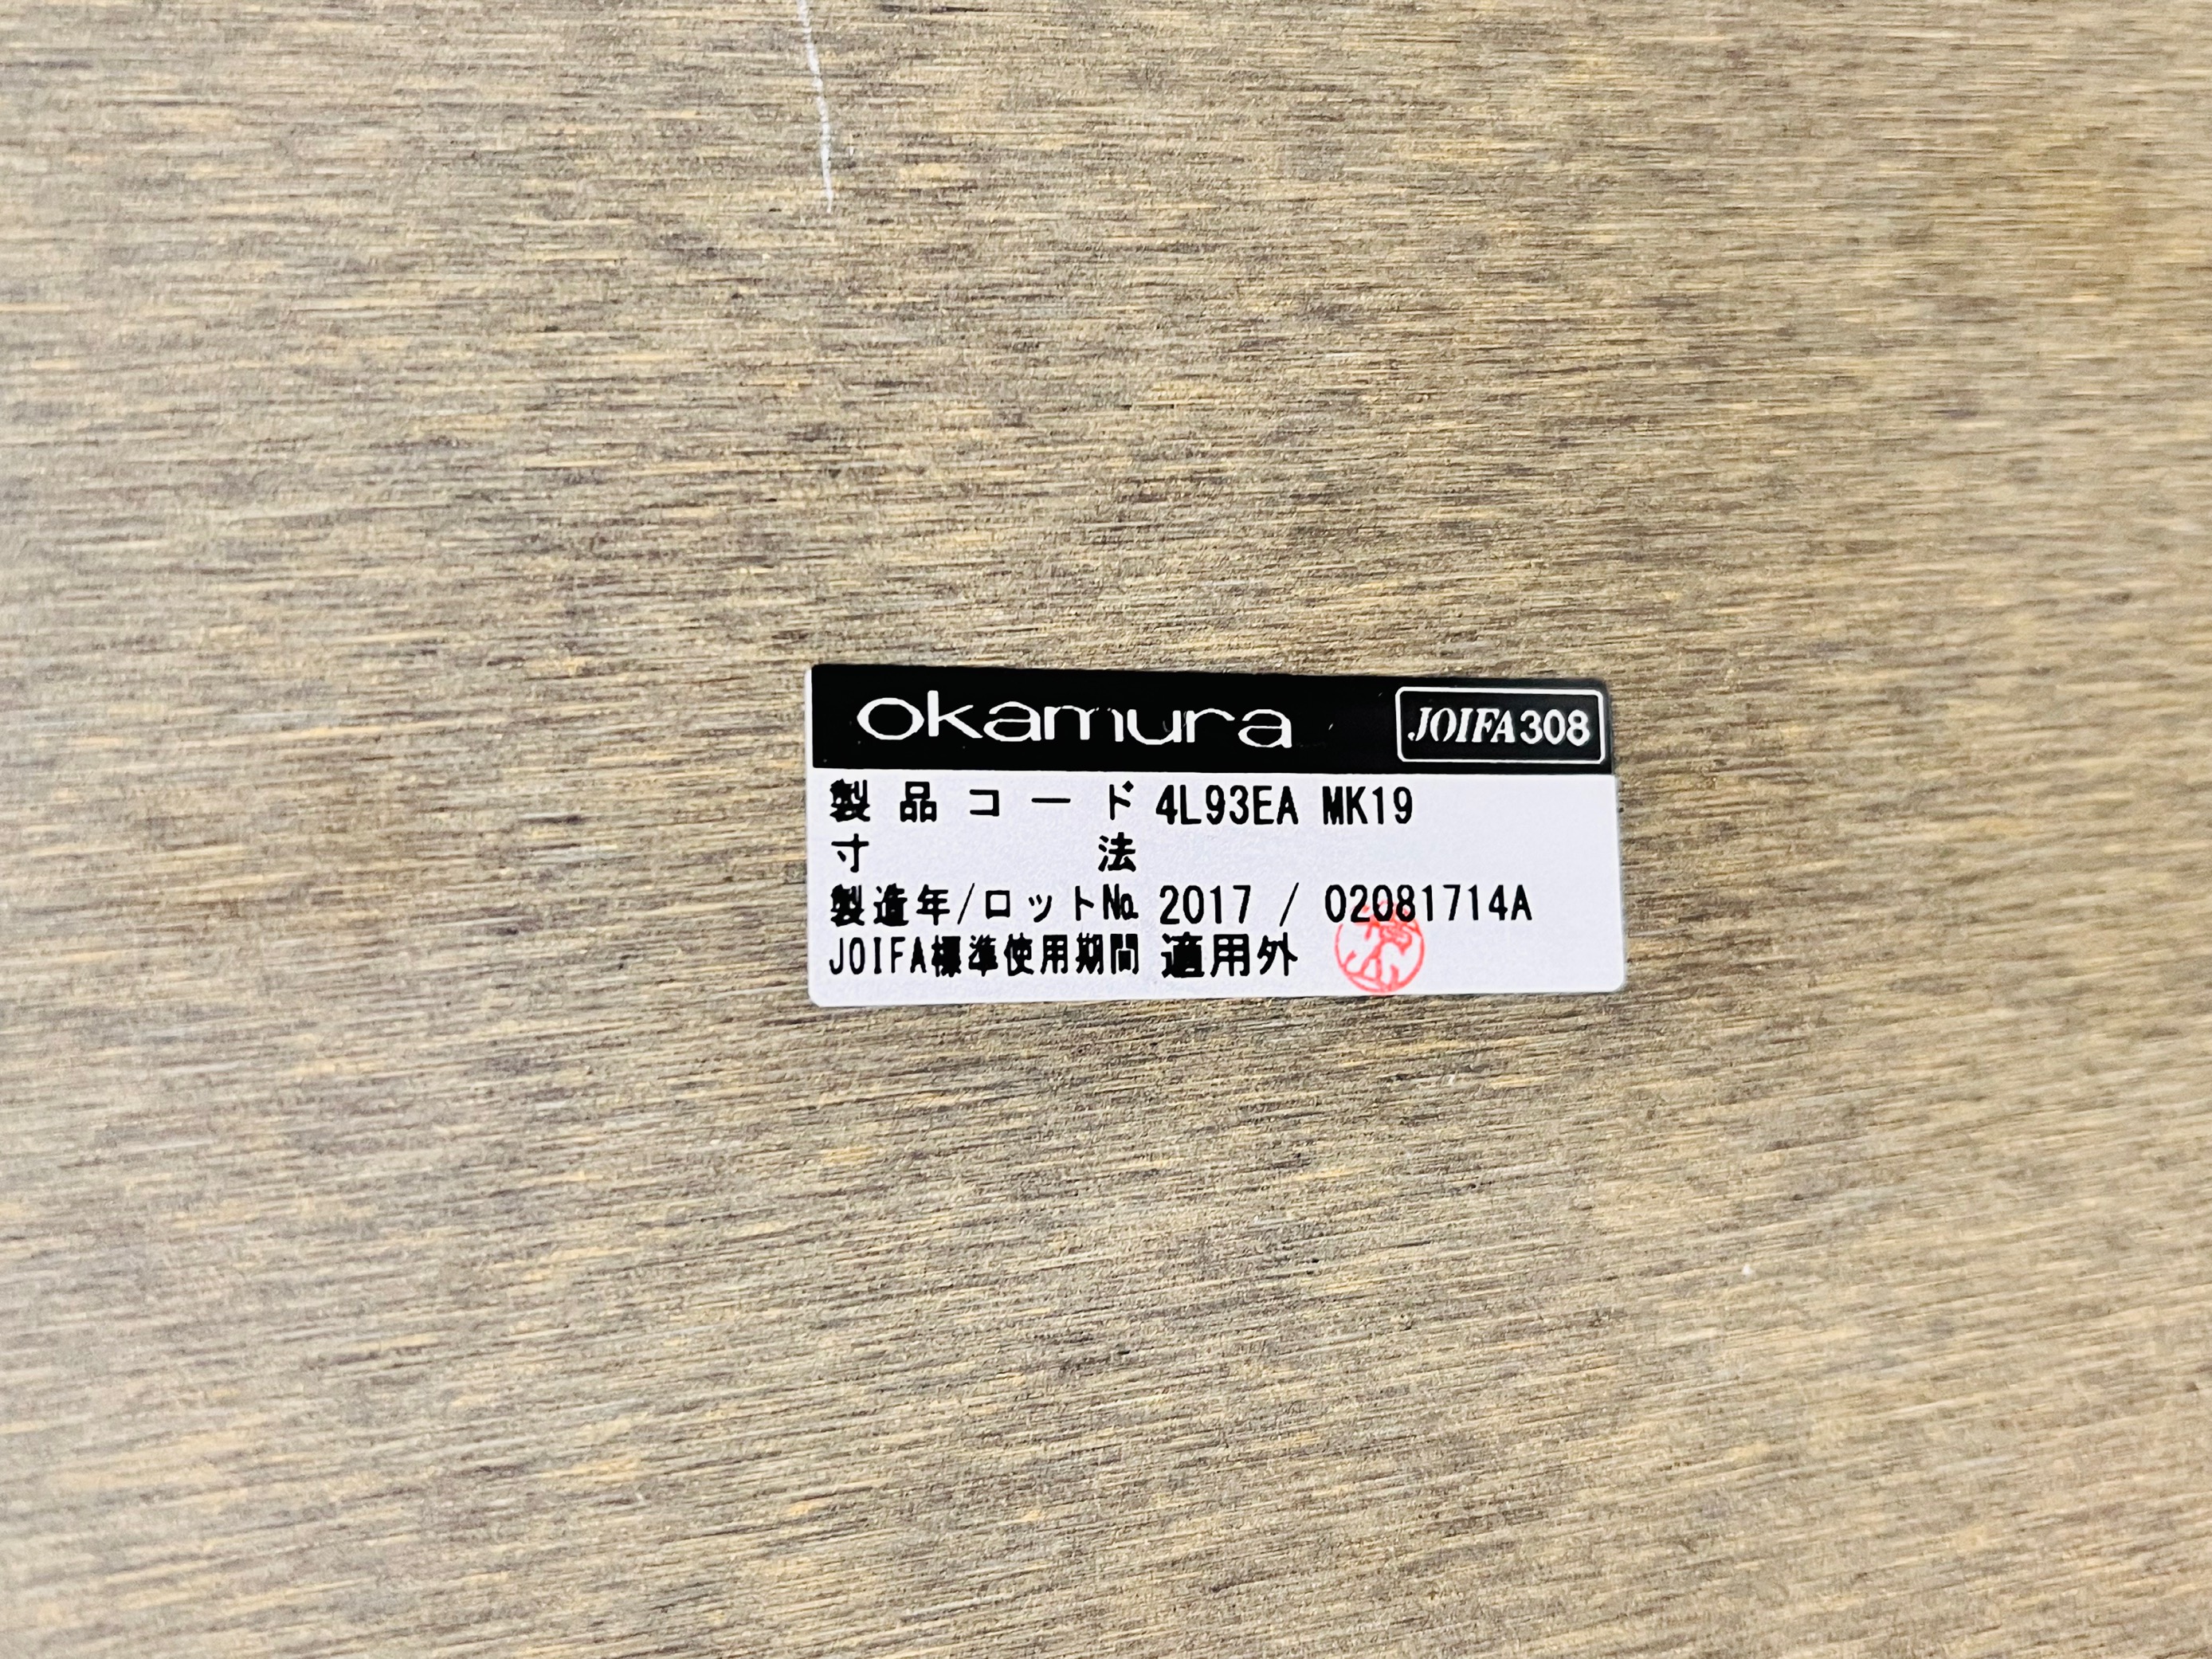 okamura JOIFA308
製品コード 4L93EA MK19
寸法
製造年/ロット№ 2017 / 02081714A
JOIFA標準使用期間 適用外